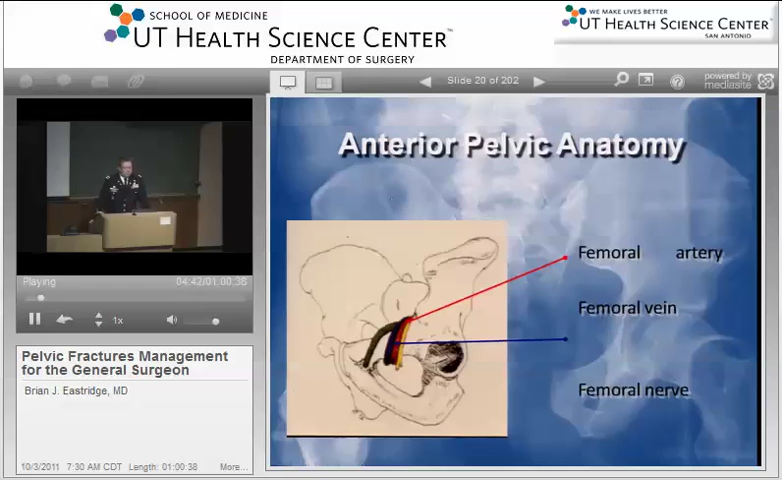 SCHOOL OF MEDICINE
UT HEALTH SCIENCE CENTER™
DEPARTMENT OF SURGERY
WE MAKE LIVES BETTER
UT HEALTH SCIENCE CENTER™
SAN ANTONIO
Slide 20 of 202
powered by
mediasite
Anterior Pelvic Anatomy
Femoral artery
Femoral vein
Femoral nerve
Playing
04:42/01:00:38
1x
Pelvic Fractures Management
for the General Surgeon
Brian J. Eastridge, MD
10/3/2011 7:30 AM CDT Length: 01:00:38 More...